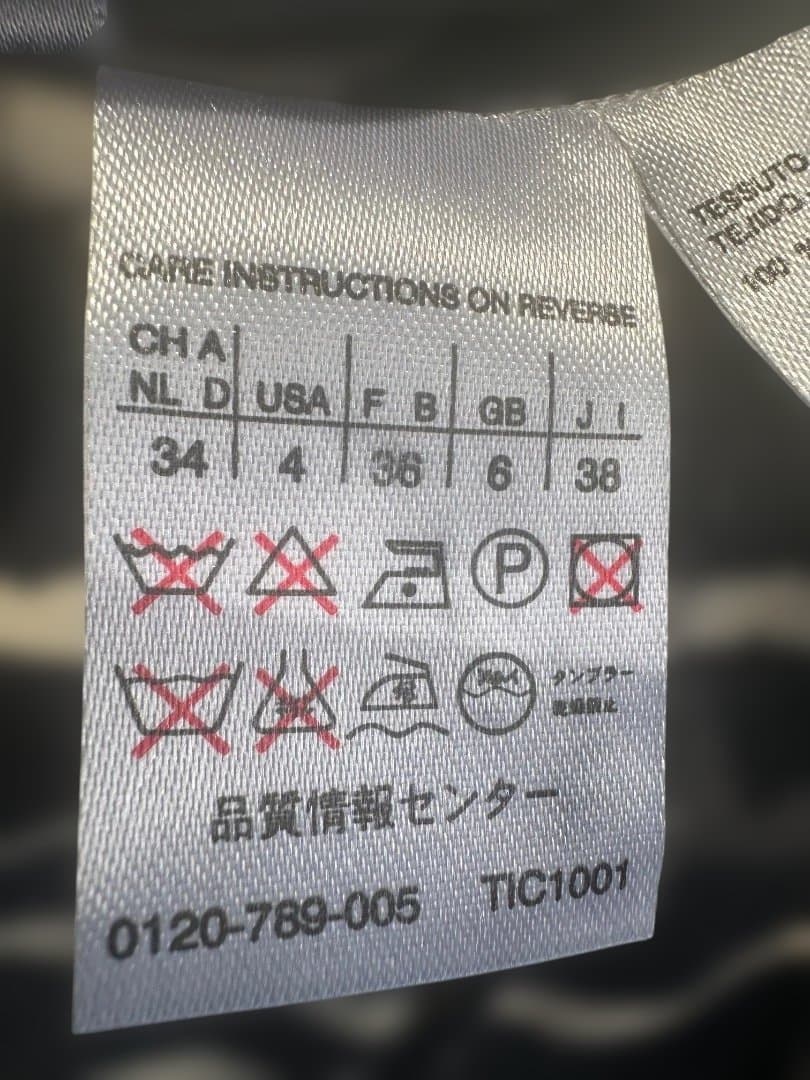 CARE INSTRUCTIONS ON REVERSE
CH A
NL D USA F B GB J I
34 4 36 6 38
P
タンブラー
乾燥禁止
品質情報センター
0120-789-005 TIC1001
TESSUTO
100